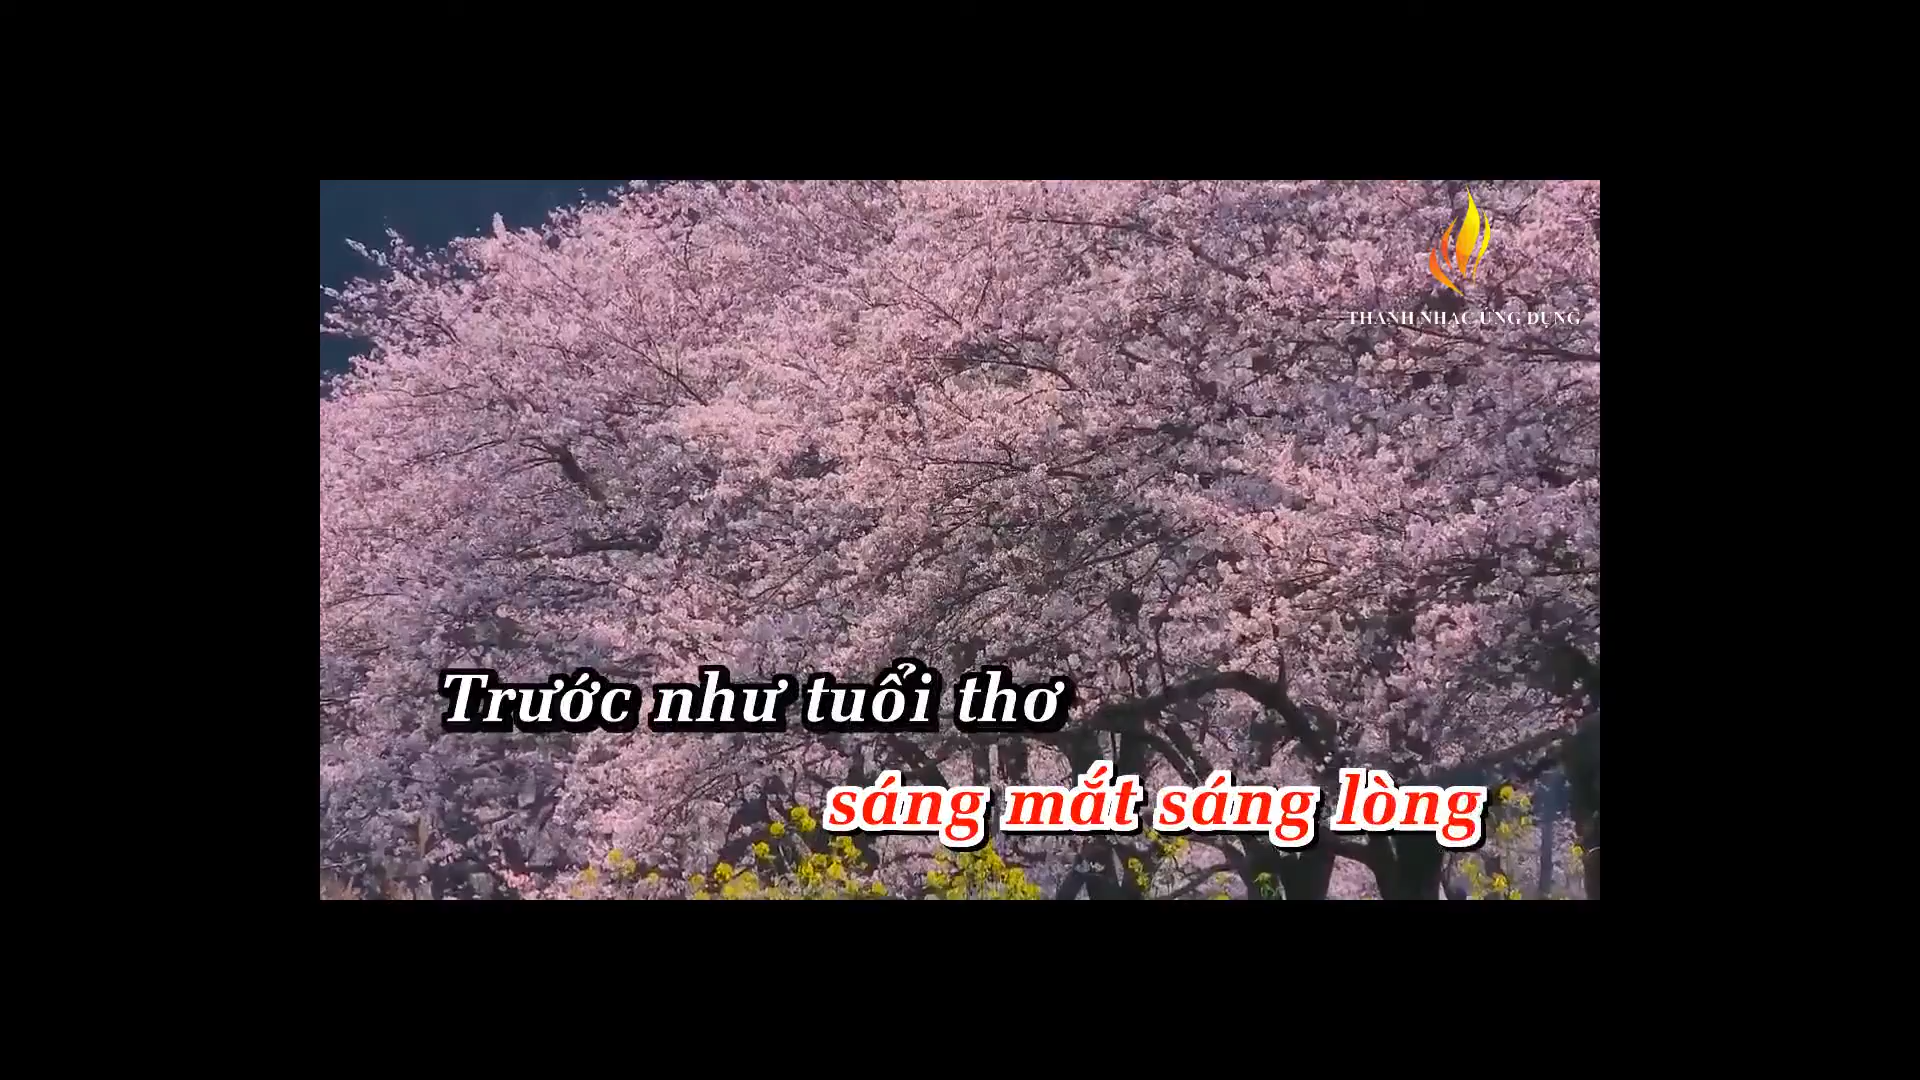 THANH NHẠC ỨNG DỤNG
Trước như tuổi thơ
sáng mắt sáng lòng